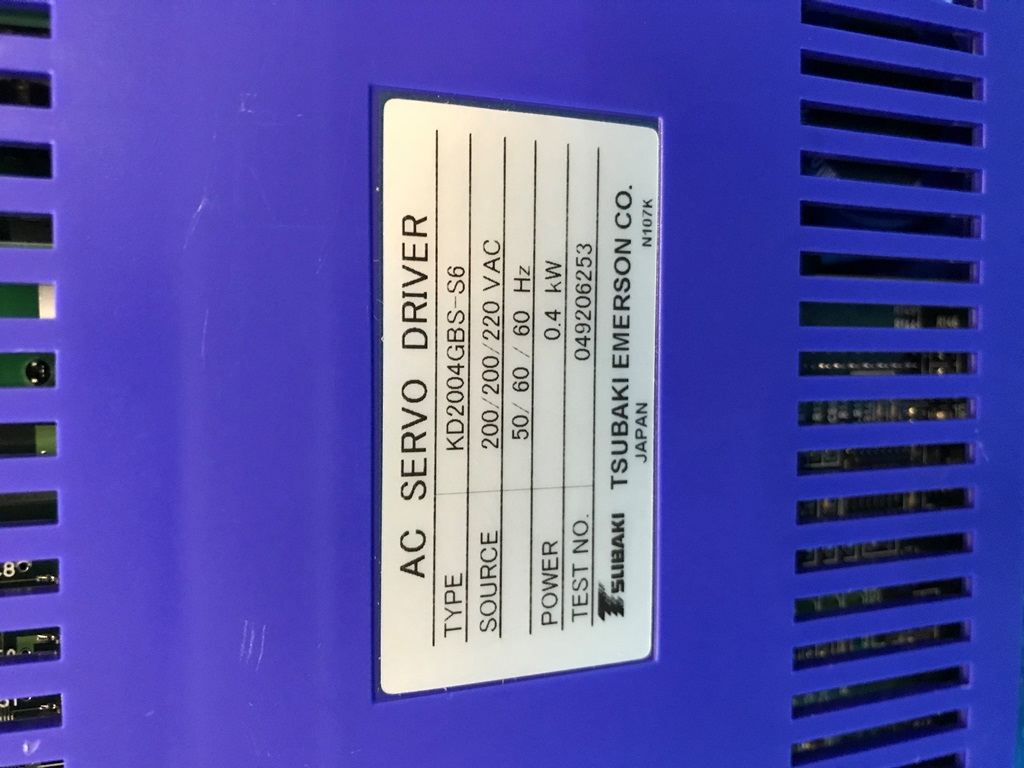 AC SERVO DRIVER
TYPE KD2004GBS-S6
SOURCE 200/200/220 VAC
50/ 60 / 60 Hz
POWER 0.4 kW
TEST NO. 049206253
TSUBAKI TSUBAKI EMERSON CO.
JAPAN N107K